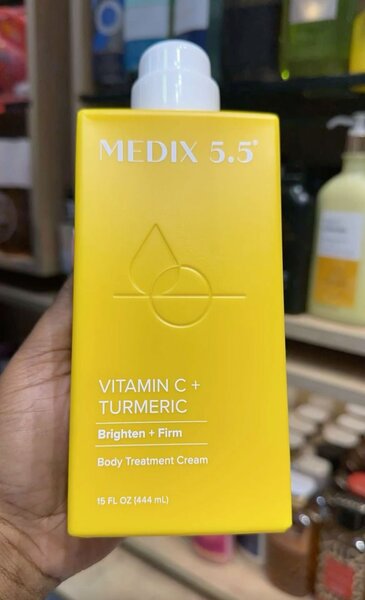 MEDIX 5.5®
VITAMIN C +
TURMERIC
Brighten + Firm
Body Treatment Cream
15 FL OZ (444 mL)